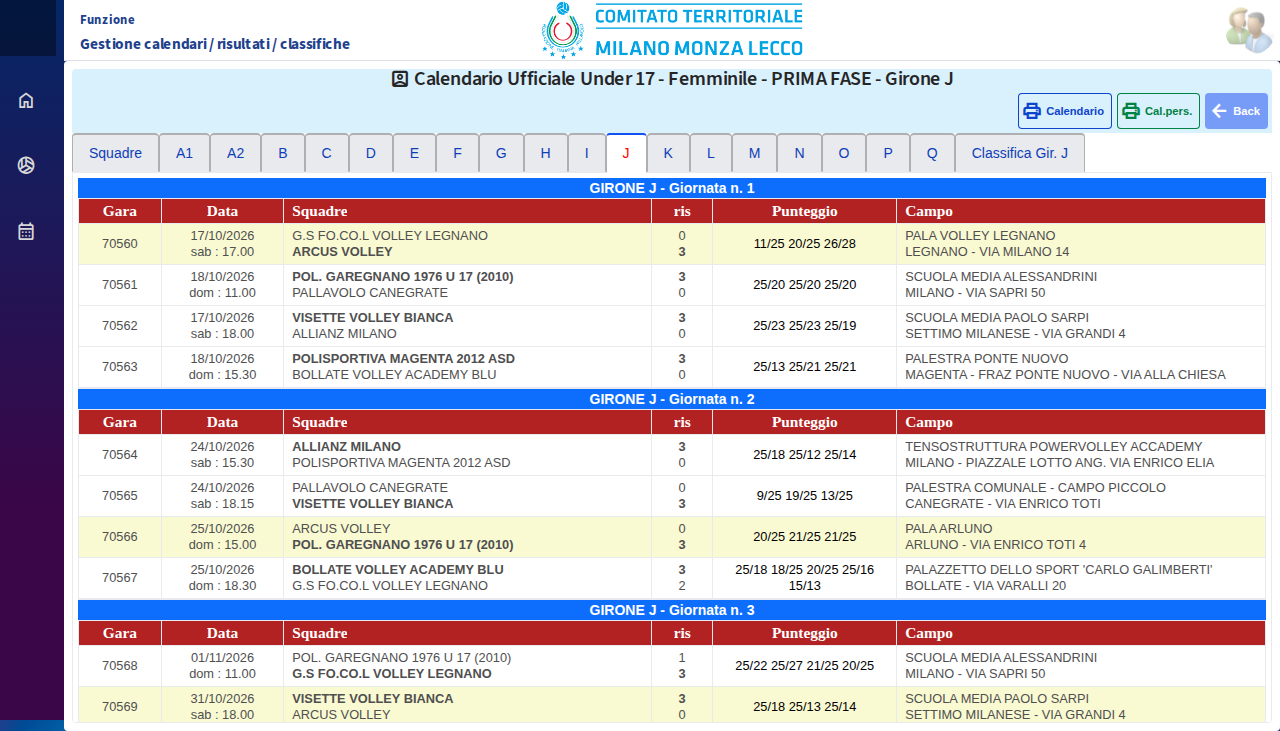 Funzione
Gestione calendari / risultati / classifiche
COMITATO TERRITORIALE
MILANO MONZA LECCO
Calendario Ufficiale Under 17 - Femminile - PRIMA FASE - Girone J
Calendario Cal.pers. Back
Squadre A1 A2 B C D E F G H I J K L M N O P Q Classifica Gir. J
GIRONE J - Giornata n. 1
Gara Data Squadre ris Punteggio Campo
70560 17/10/2026 sab : 17.00 G.S FO.CO.L VOLLEY LEGNANO 0 11/25 20/25 26/28 PALA VOLLEY LEGNANO
ARCUS VOLLEY 3 LEGNANO - VIA MILANO 14
70561 18/10/2026 dom : 11.00 POL. GAREGNANO 1976 U 17 (2010) 3 25/20 25/20 25/20 SCUOLA MEDIA ALESSANDRINI
PALLAVOLO CANEGRATE 0 MILANO - VIA SAPRI 50
70562 17/10/2026 sab : 18.00 VISETTE VOLLEY BIANCA 3 25/23 25/23 25/19 SCUOLA MEDIA PAOLO SARPI
ALLIANZ MILANO 0 SETTIMO MILANESE - VIA GRANDI 4
70563 18/10/2026 dom : 15.30 POLISPORTIVA MAGENTA 2012 ASD 3 25/13 25/21 25/21 PALESTRA PONTE NUOVO
BOLLATE VOLLEY ACADEMY BLU 0 MAGENTA - FRAZ PONTE NUOVO - VIA ALLA CHIESA
GIRONE J - Giornata n. 2
Gara Data Squadre ris Punteggio Campo
70564 24/10/2026 sab : 15.30 ALLIANZ MILANO 3 25/18 25/12 25/14 TENSOSTRUTTURA POWERVOLLEY ACCADEMY
POLISPORTIVA MAGENTA 2012 ASD 0 MILANO - PIAZZALE LOTTO ANG. VIA ENRICO ELIA
70565 24/10/2026 sab : 18.15 PALLAVOLO CANEGRATE 0 9/25 19/25 13/25 PALESTRA COMUNALE - CAMPO PICCOLO
VISETTE VOLLEY BIANCA 3 CANEGRATE - VIA ENRICO TOTI
70566 25/10/2026 dom : 15.00 ARCUS VOLLEY 0 20/25 21/25 21/25 PALA ARLUNO
POL. GAREGNANO 1976 U 17 (2010) 3 ARLUNO - VIA ENRICO TOTI 4
70567 25/10/2026 dom : 18.30 BOLLATE VOLLEY ACADEMY BLU 3 25/18 18/25 20/25 25/16 15/13 PALAZZETTO DELLO SPORT 'CARLO GALIMBERTI'
G.S FO.CO.L VOLLEY LEGNANO 2 BOLLATE - VIA VARALLI 20
GIRONE J - Giornata n. 3
Gara Data Squadre ris Punteggio Campo
70568 01/11/2026 dom : 11.00 POL. GAREGNANO 1976 U 17 (2010) 1 25/22 25/27 21/25 20/25 SCUOLA MEDIA ALESSANDRINI
G.S FO.CO.L VOLLEY LEGNANO 3 MILANO - VIA SAPRI 50
70569 31/10/2026 sab : 18.00 VISETTE VOLLEY BIANCA 3 25/18 25/13 25/14 SCUOLA MEDIA PAOLO SARPI
ARCUS VOLLEY 0 SETTIMO MILANESE - VIA GRANDI 4